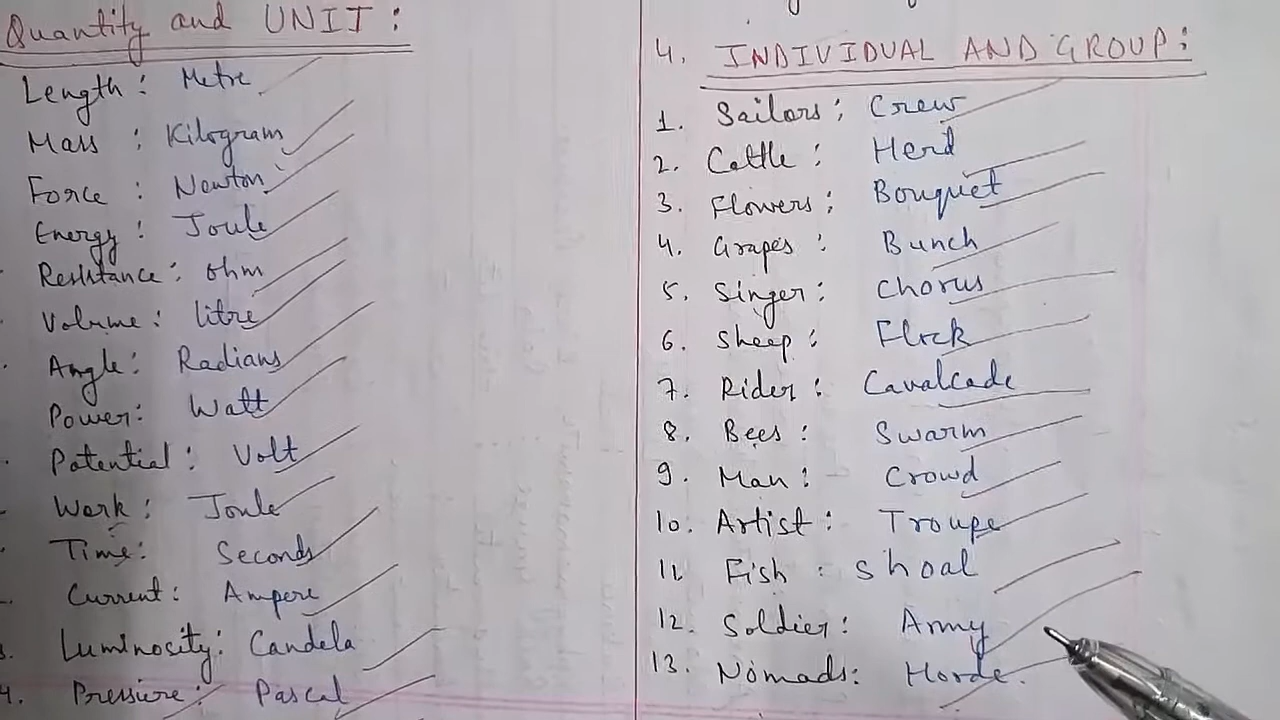 Quantity and UNIT :
Length : Metre
Mass : Kilogram
Force : Newton
Energy : Joule
Resistance : ohm
Volume : litre
Angle : Radians
Power : Watt
Potential : Volt
Work : Joule
Time : Seconds
Current : Ampere
Luminosity : Candela
4. Pressure : Pascal
4. INDIVIDUAL AND GROUP :
1. Sailors : Crew
2. Cattle : Herd
3. Flowers : Bouquet
4. Grapes : Bunch
5. Singer : Chorus
6. Sheep : Flock
7. Rider : Cavalcade
8. Bees : Swarm
9. Man : Crowd
10. Artist : Troupe
11. Fish : Shoal
12. Soldier : Army
13. Nomads : Horde.